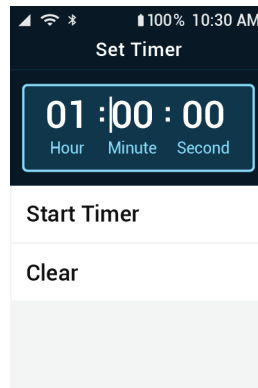 100% 10:30 AM
Set Timer
01 : 00 : 00
Hour Minute Second
Start Timer
Clear